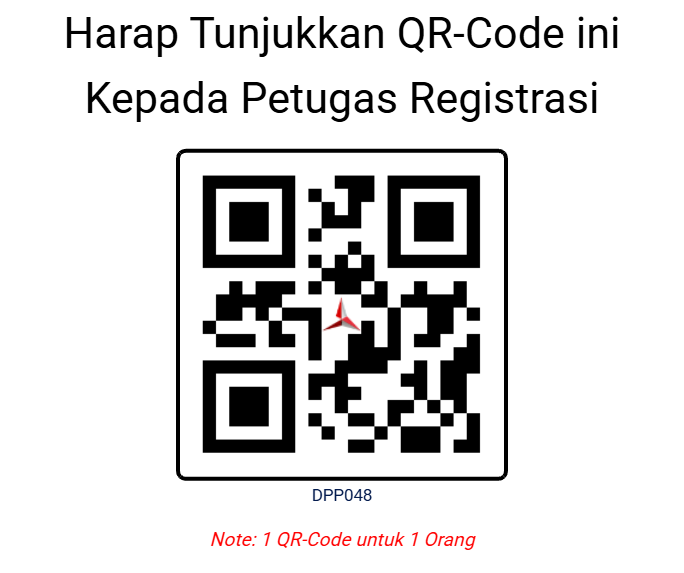 Harap Tunjukkan QR-Code ini
Kepada Petugas Registrasi
DPP048
Note: 1 QR-Code untuk 1 Orang